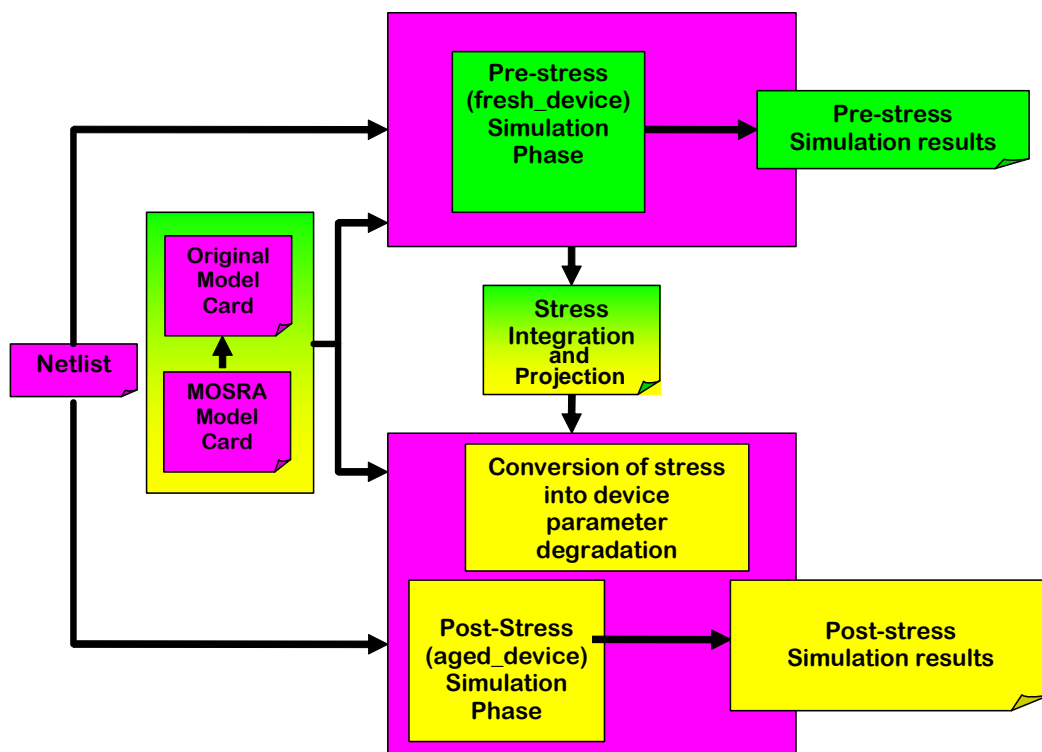 Pre-stress
(fresh_device)
Simulation
Phase
Pre-stress
Simulation results
Original
Model
Card
Netlist
MOSRA
Model
Card
Stress
Integration
and
Projection
Conversion of stress
into device
parameter
degradation
Post-Stress
(aged_device)
Simulation
Phase
Post-stress
Simulation results